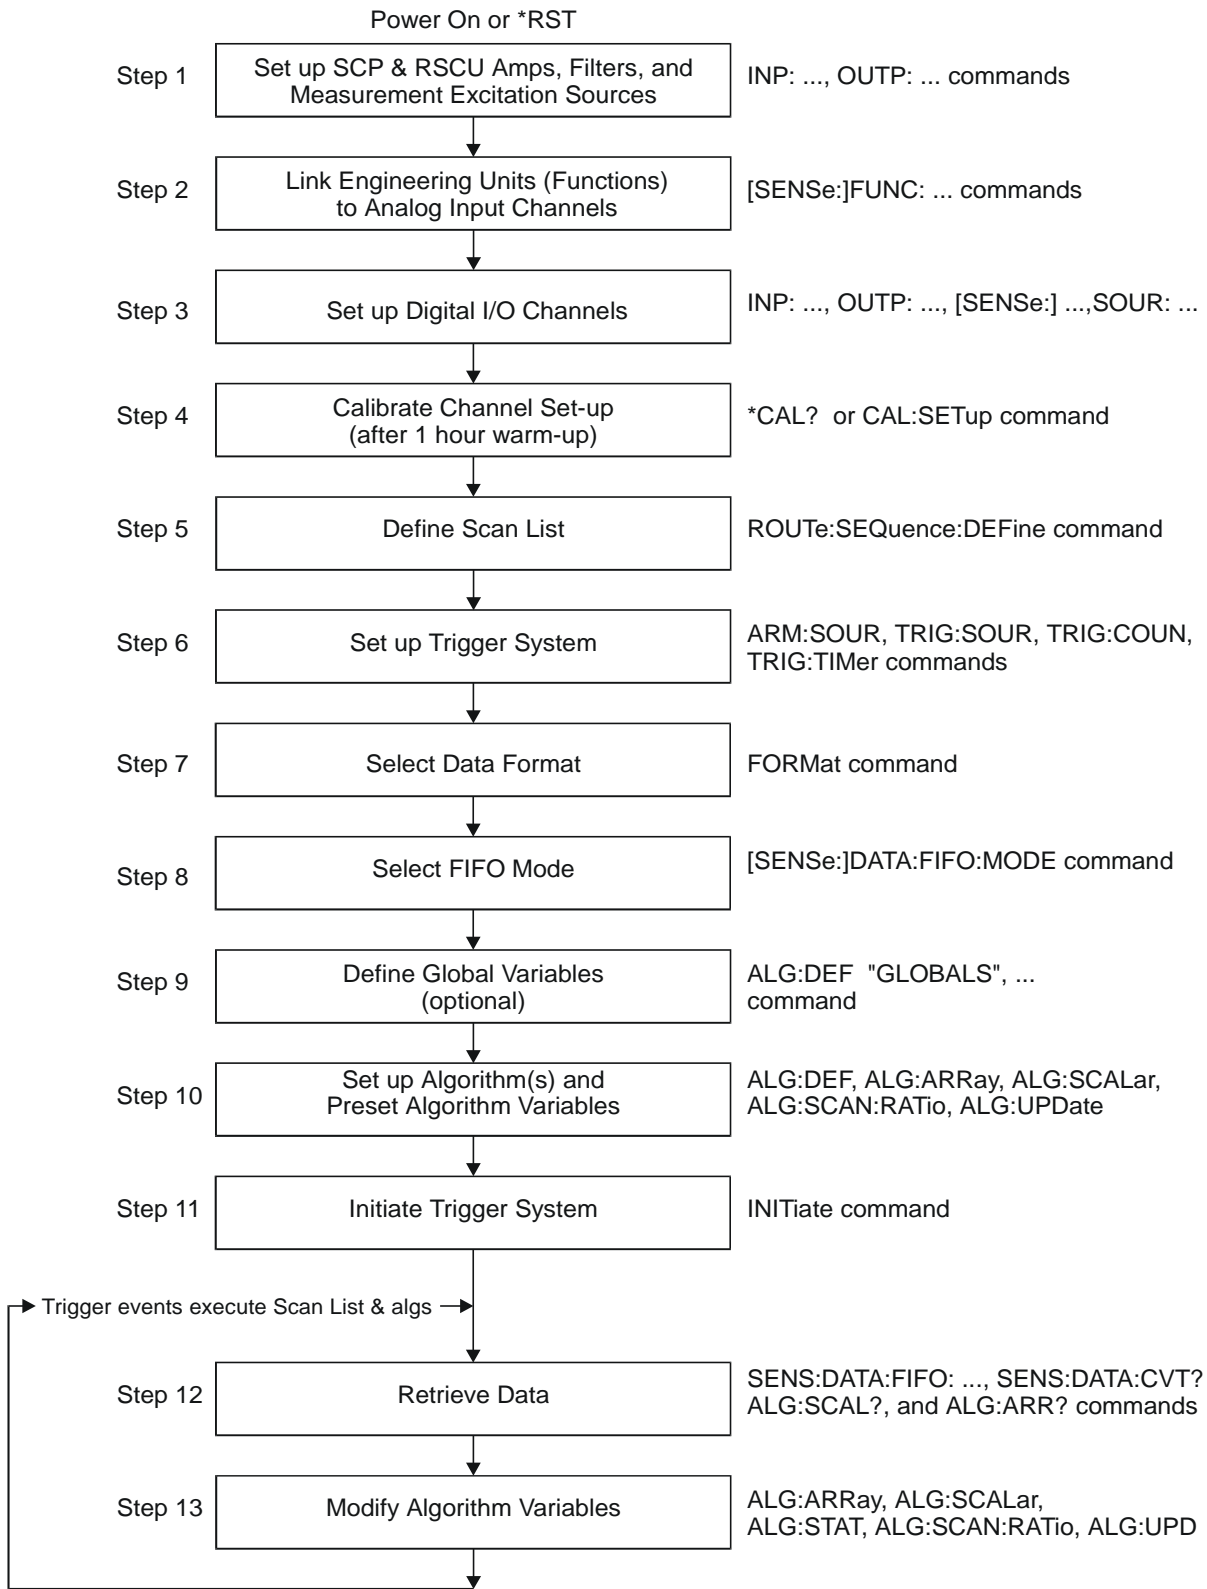 Power On or *RST
Step 1
Set up SCP & RSCU Amps, Filters, and
Measurement Excitation Sources
INP: ..., OUTP: ... commands
Step 2
Link Engineering Units (Functions)
to Analog Input Channels
[SENSe:]FUNC: ... commands
Step 3
Set up Digital I/O Channels
INP: ..., OUTP: ..., [SENSe:] ...,SOUR: ...
Step 4
Calibrate Channel Set-up
(after 1 hour warm-up)
*CAL? or CAL:SETup command
Step 5
Define Scan List
ROUTe:SEQuence:DEFine command
Step 6
Set up Trigger System
ARM:SOUR, TRIG:SOUR, TRIG:COUN,
TRIG:TIMer commands
Step 7
Select Data Format
FORMat command
Step 8
Select FIFO Mode
[SENSe:]DATA:FIFO:MODE command
Step 9
Define Global Variables
(optional)
ALG:DEF "GLOBALS", ...
command
Step 10
Set up Algorithm(s) and
Preset Algorithm Variables
ALG:DEF, ALG:ARRay, ALG:SCALar,
ALG:SCAN:RATio, ALG:UPDate
Step 11
Initiate Trigger System
INITiate command
Trigger events execute Scan List & algs
Step 12
Retrieve Data
SENS:DATA:FIFO: ..., SENS:DATA:CVT?
ALG:SCAL?, and ALG:ARR? commands
Step 13
Modify Algorithm Variables
ALG:ARRay, ALG:SCALar,
ALG:STAT, ALG:SCAN:RATio, ALG:UPD